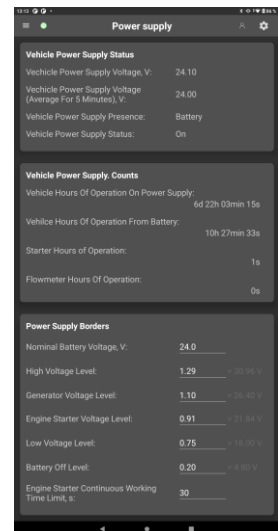 13:13
Power supply
Vehicle Power Supply Status
Vechicle Power Supply Voltage, V: 24.10
Vechicle Power Supply Voltage
(Average For 5 Minutes), V: 24.00
Vehicle Power Supply Presence: Battery
Vehicle Power Supply Status: On
Vehicle Power Supply. Counts
Vehicle Hours Of Operation On Power
Supply:
6d 22h 03min 15s
Vehilce Hours Of Operation From Battery:
10h 27min 33s
Starter Hours of Operation:
1s
Flowmeter Hours Of Operation:
0s
Power Supply Borders
Nominal Battery Voltage, V: 24.0
High Voltage Level: 1.29 = 30.96 V
Generator Voltage Level: 1.10 = 26.40 V
Engine Starter Voltage Level: 0.91 = 21.84 V
Low Voltage Level: 0.75 = 18.00 V
Battery Off Level: 0.20 = 4.80 V
Engine Starter Continuous Working
Time Limit, s: 30